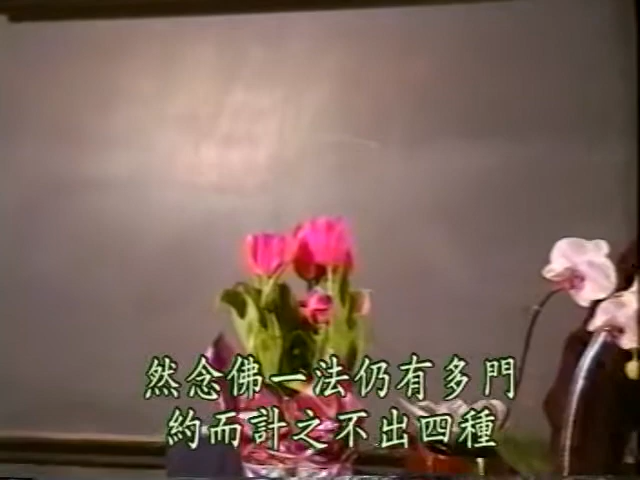 然念佛一法仍有多門
約而計之不出四種